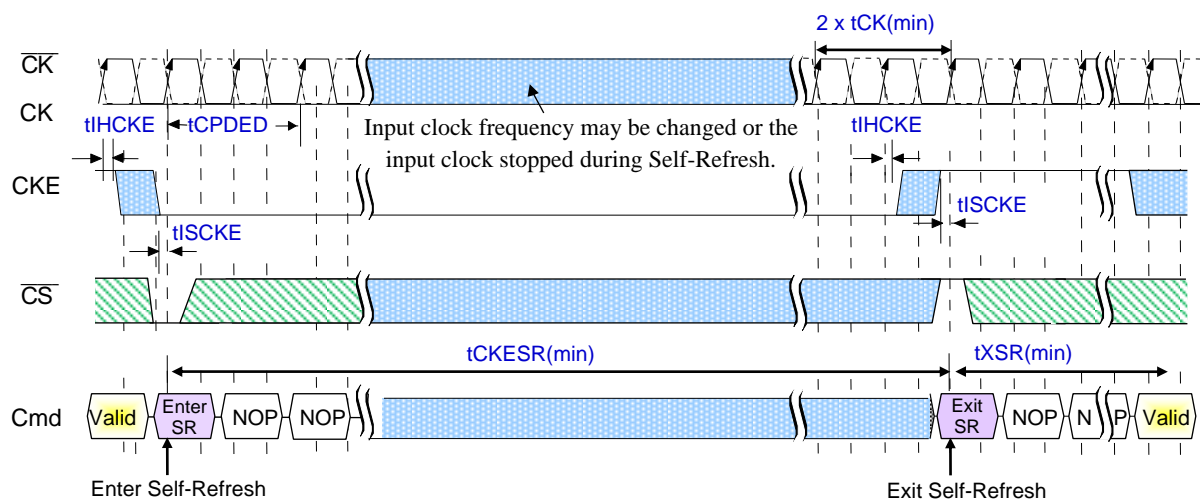 2 x tCK(min)
CK
CK
tIHCKE
tCPDED
Input clock frequency may be changed or the
input clock stopped during Self-Refresh.
tIHCKE
CKE
tISCKE
tISCKE
CS
tCKESR(min)
tXSR(min)
Cmd
Valid
Enter
SR
NOP
NOP
Exit
SR
NOP
N
P
Valid
Enter Self-Refresh
Exit Self-Refresh